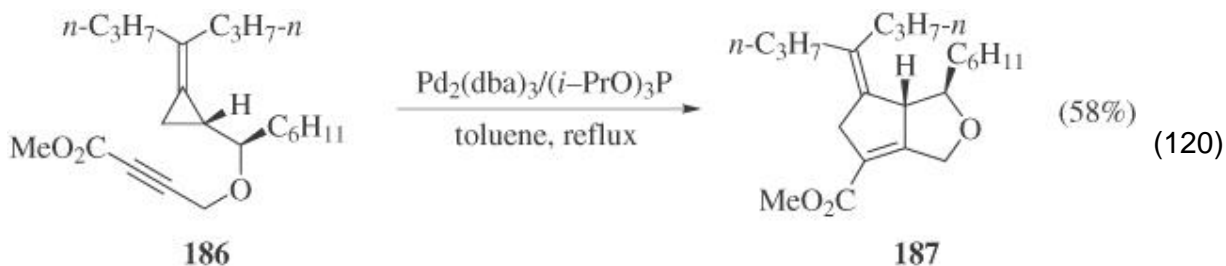 n-C₃H₇ C₃H₇-n
H
C₆H₁₁
MeO₂C
O
186
Pd₂(dba)₃/(i–PrO)₃P
toluene, reflux
n-C₃H₇ C₃H₇-n
H C₆H₁₁
O
MeO₂C
187
(58%)
(120)